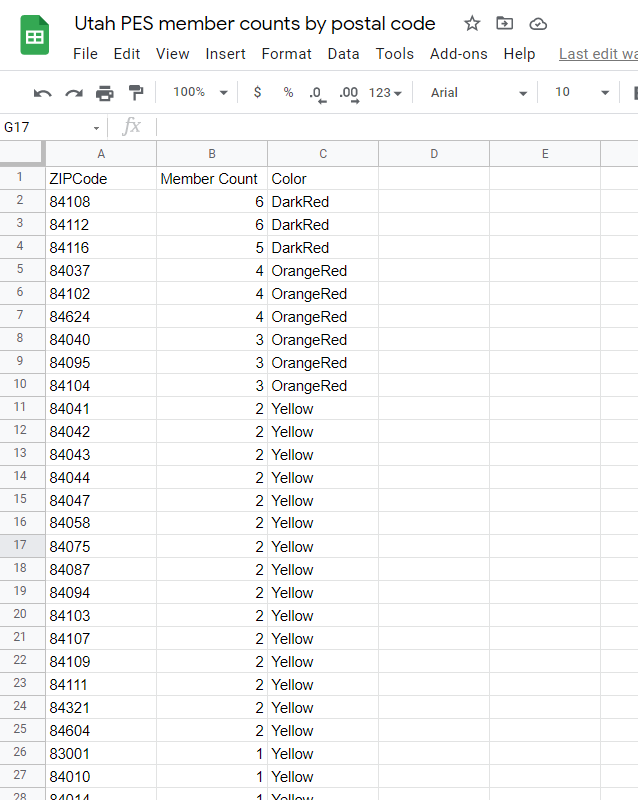 Utah PES member counts by postal code
File Edit View Insert Format Data Tools Add-ons Help Last edit wa
100% $ % .0 .00 123 Arial 10
G17 fx
A B C D E
1 ZIPCode Member Count Color
2 84108 6 DarkRed
3 84112 6 DarkRed
4 84116 5 DarkRed
5 84037 4 OrangeRed
6 84102 4 OrangeRed
7 84624 4 OrangeRed
8 84040 3 OrangeRed
9 84095 3 OrangeRed
10 84104 3 OrangeRed
11 84041 2 Yellow
12 84042 2 Yellow
13 84043 2 Yellow
14 84044 2 Yellow
15 84047 2 Yellow
16 84058 2 Yellow
17 84075 2 Yellow
18 84087 2 Yellow
19 84094 2 Yellow
20 84103 2 Yellow
21 84107 2 Yellow
22 84109 2 Yellow
23 84111 2 Yellow
24 84321 2 Yellow
25 84604 2 Yellow
26 83001 1 Yellow
27 84010 1 Yellow
28 84014 1 Yellow